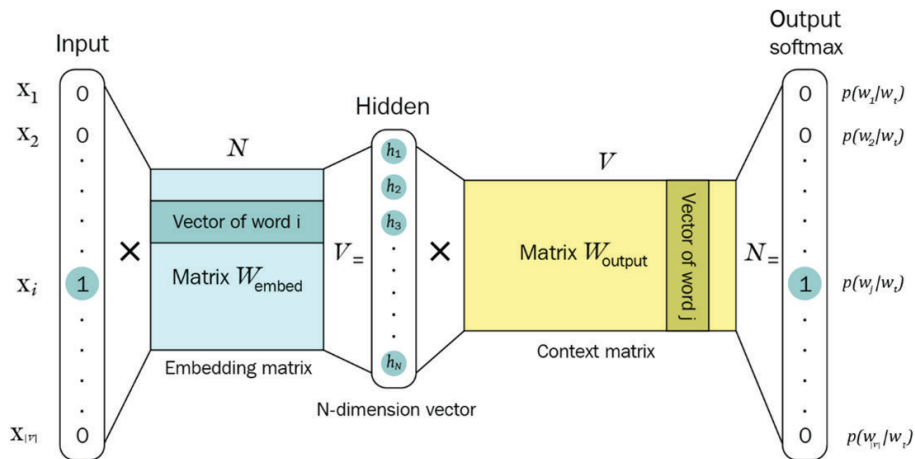 Input
X1
X2
Xi
X|v|
0
0
1
0
×
N
Vector of word i
Matrix Wembed
Embedding matrix
V =
Hidden
h1
h2
h3
hN
N-dimension vector
×
V
Matrix Woutput
Vector of word j
Context matrix
N =
Output
softmax
0
0
1
0
p(w1/wt)
p(w2/wt)
p(wj/wt)
p(w|v|/wt)